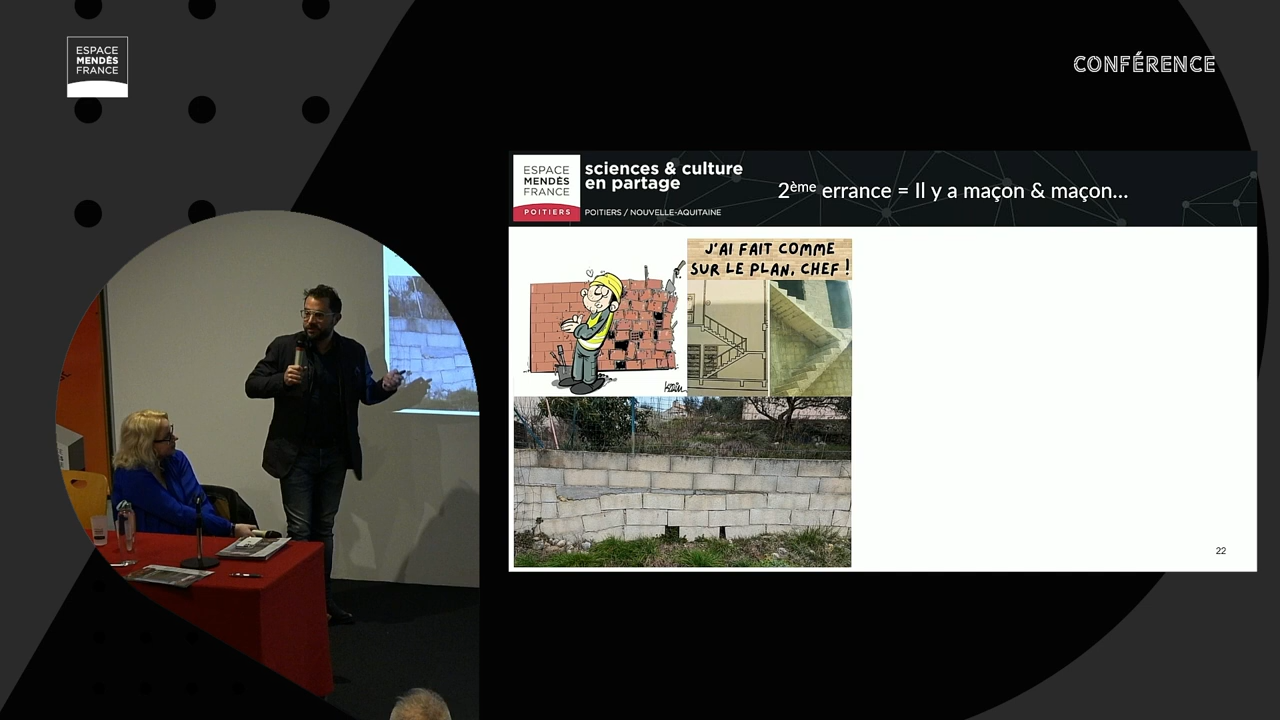 ESPACE
MENDÈS
FRANCE
CONFÉRENCE
ESPACE
MENDÈS
FRANCE
POITIERS
sciences & culture
en partage
POITIERS / NOUVELLE-AQUITAINE
2ème errance = Il y a maçon & maçon...
J'AI FAIT COMME
SUR LE PLAN, CHEF !
22